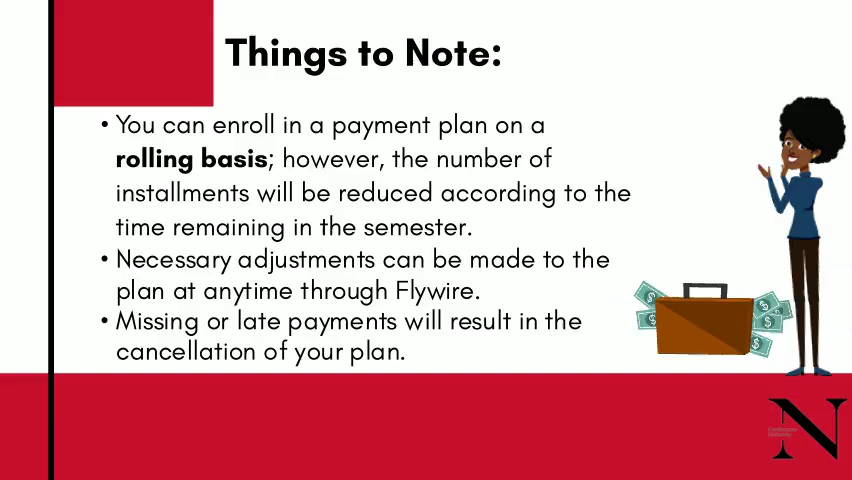 Things to Note:
• You can enroll in a payment plan on a
rolling basis; however, the number of
installments will be reduced according to the
time remaining in the semester.
• Necessary adjustments can be made to the
plan at anytime through Flywire.
• Missing or late payments will result in the
cancellation of your plan.
N